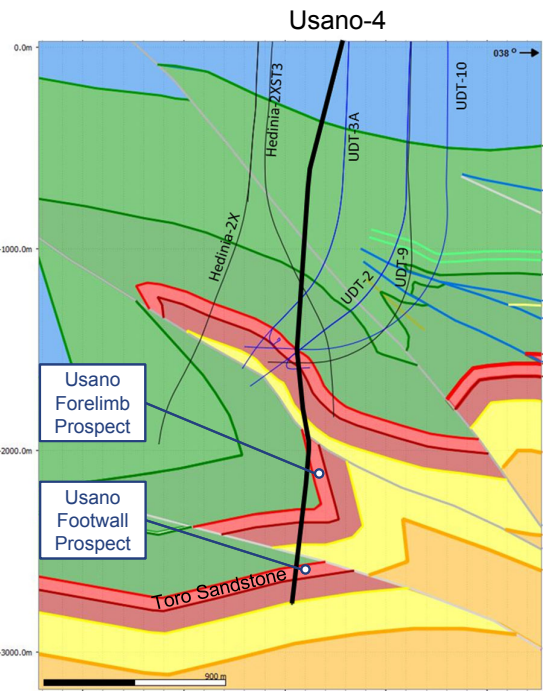 Usano-4
0.0m
038 °
Hedinia-2XST3
UDT-3A
UDT-10
Hedinia-2X
UDT-2
UDT-9
-1000.0m
Usano
Forelimb
Prospect
-2000.0m
Usano
Footwall
Prospect
Toro Sandstone
-3000.0m
900 m